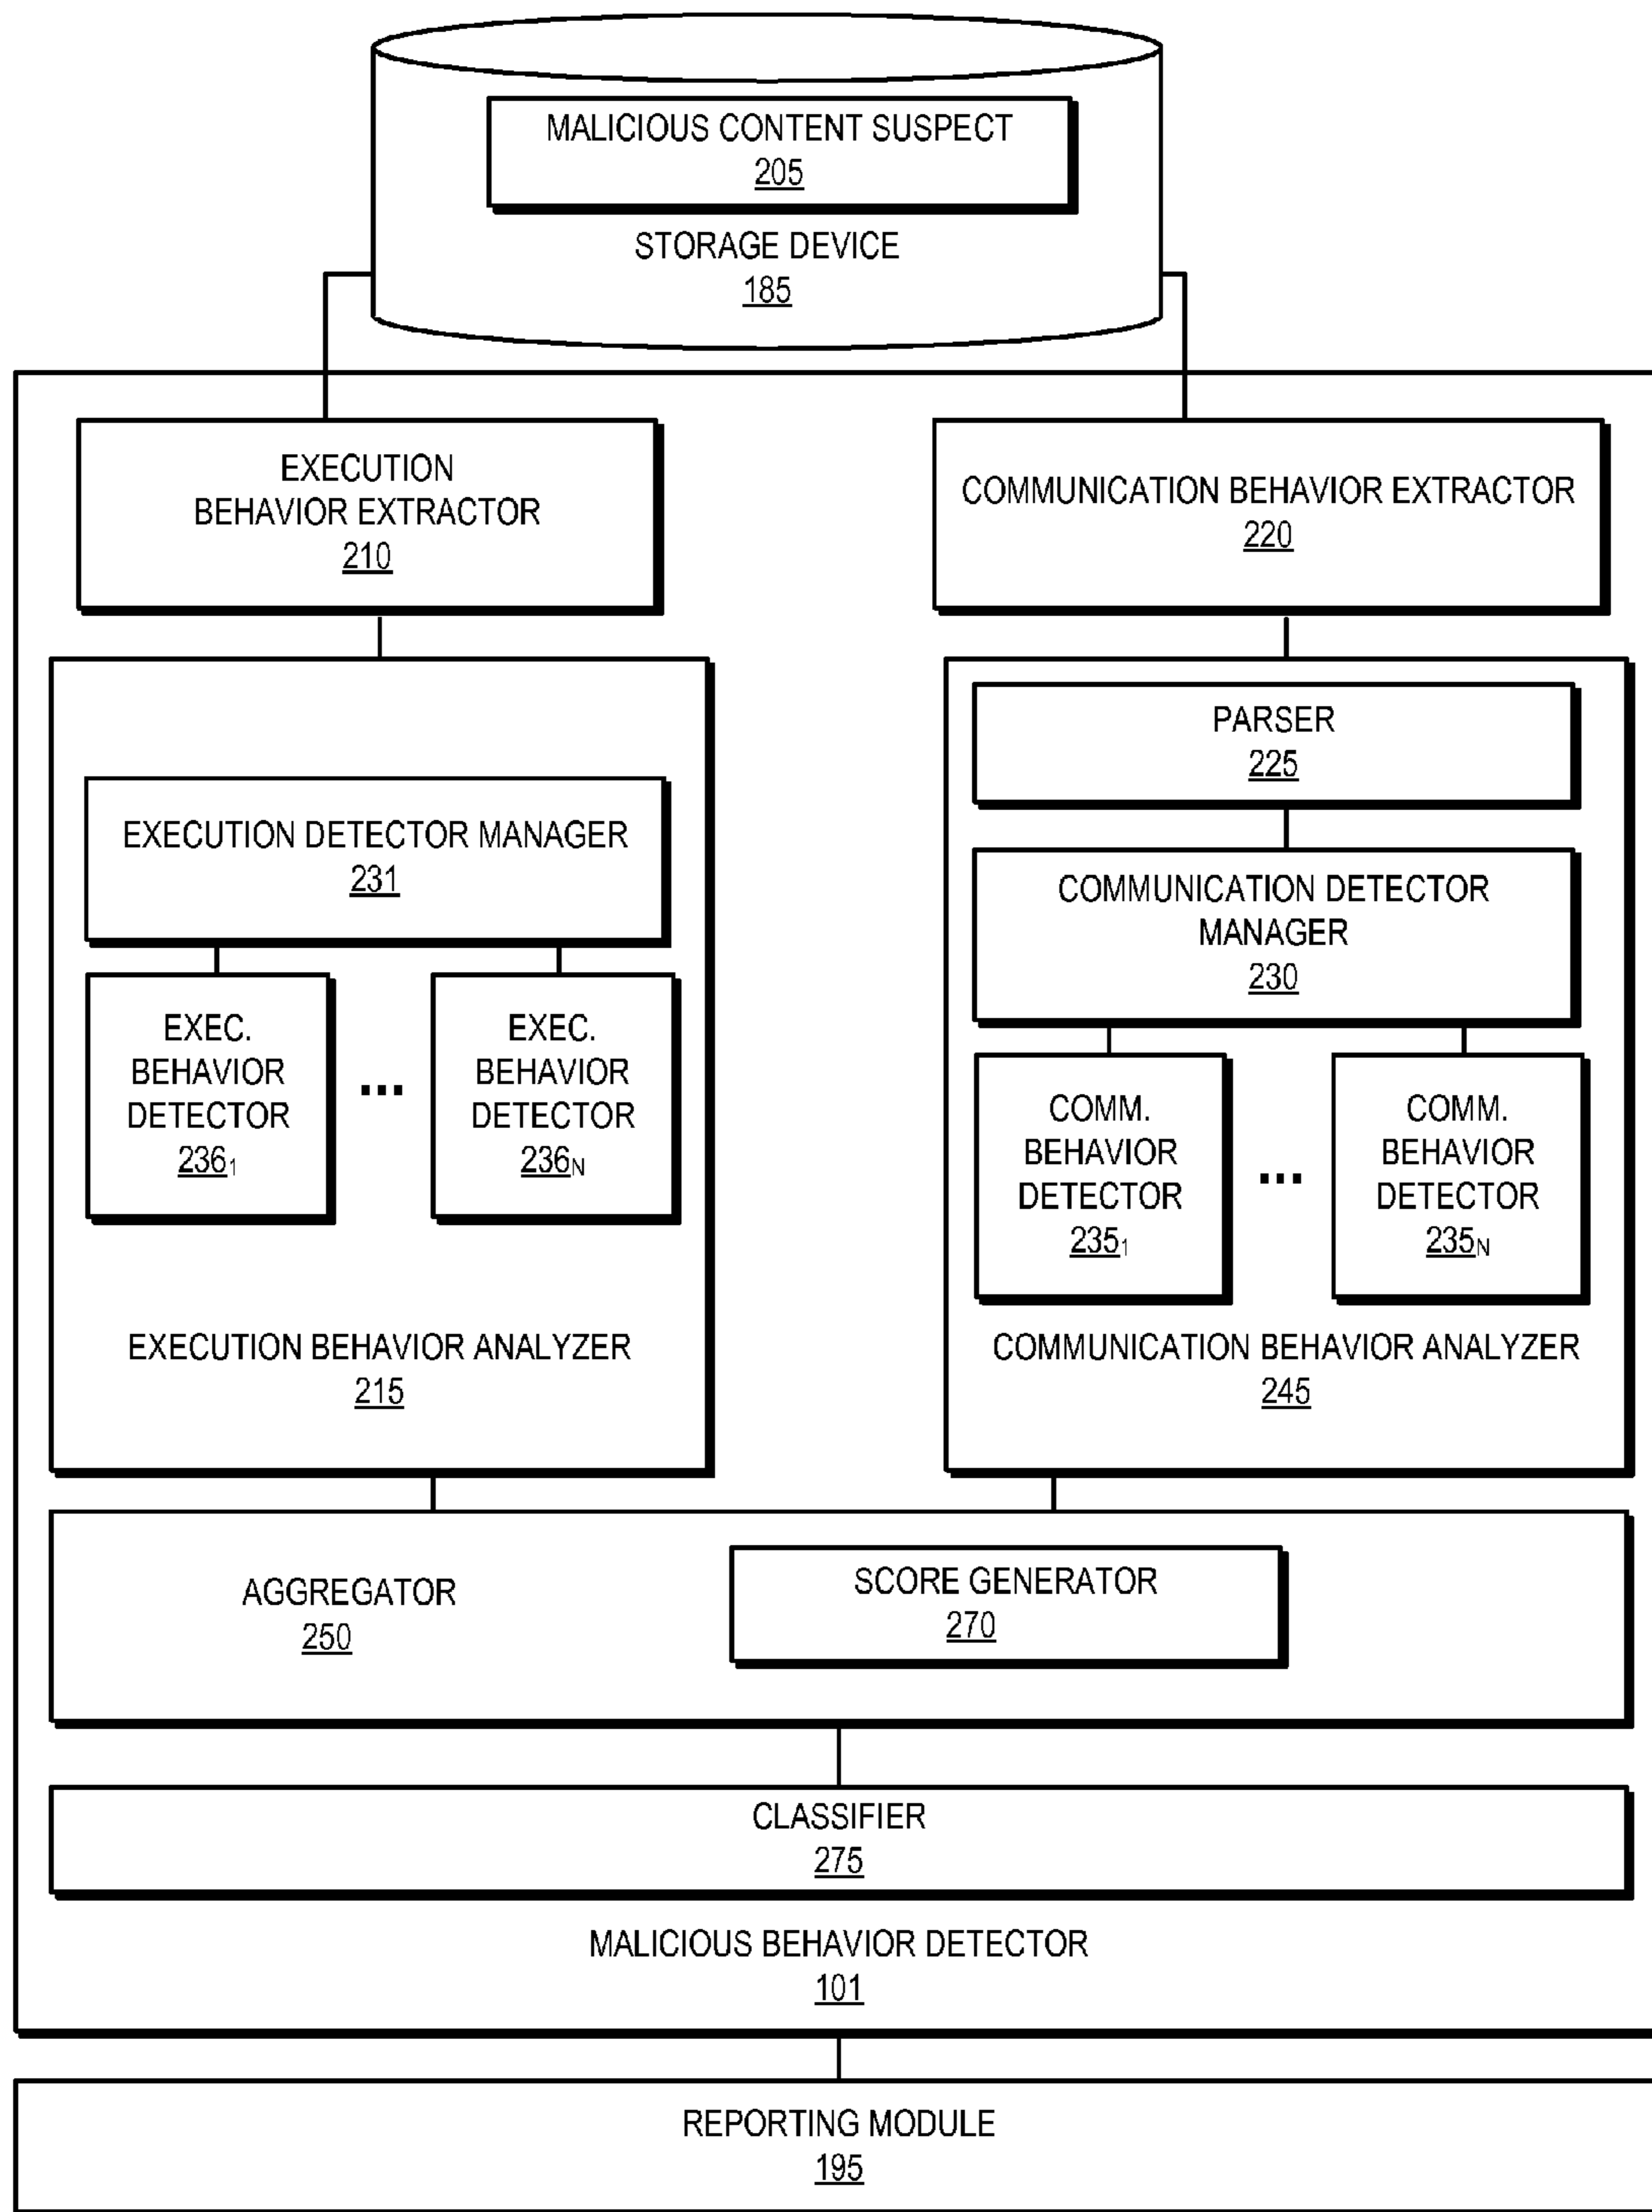 MALICIOUS CONTENT SUSPECT
205
STORAGE DEVICE
185
EXECUTION
BEHAVIOR EXTRACTOR
210
COMMUNICATION BEHAVIOR EXTRACTOR
220
EXECUTION DETECTOR MANAGER
231
EXEC.
BEHAVIOR
DETECTOR
236₁
...
EXEC.
BEHAVIOR
DETECTOR
236N
EXECUTION BEHAVIOR ANALYZER
215
PARSER
225
COMMUNICATION DETECTOR
MANAGER
230
COMM.
BEHAVIOR
DETECTOR
235₁
...
COMM.
BEHAVIOR
DETECTOR
235N
COMMUNICATION BEHAVIOR ANALYZER
245
AGGREGATOR
250
SCORE GENERATOR
270
CLASSIFIER
275
MALICIOUS BEHAVIOR DETECTOR
101
REPORTING MODULE
195